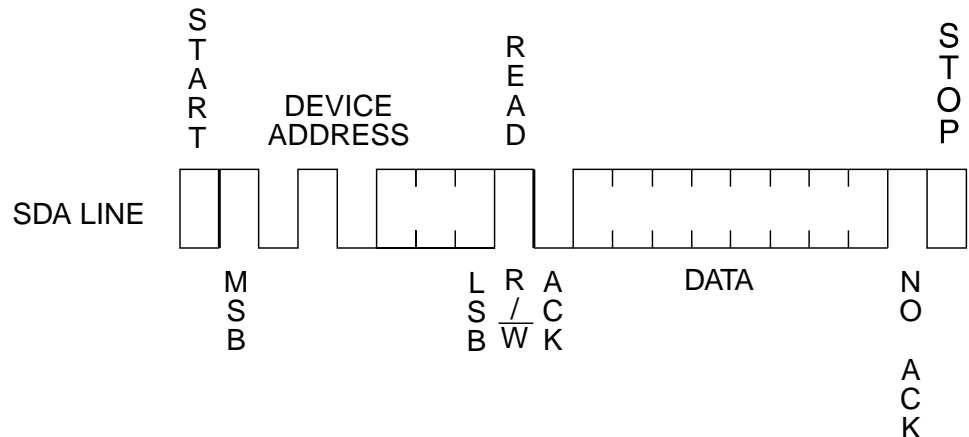 START
DEVICE
ADDRESS
READ
STOP
SDA LINE
MSB
LSB
R/W
ACK
DATA
NO ACK